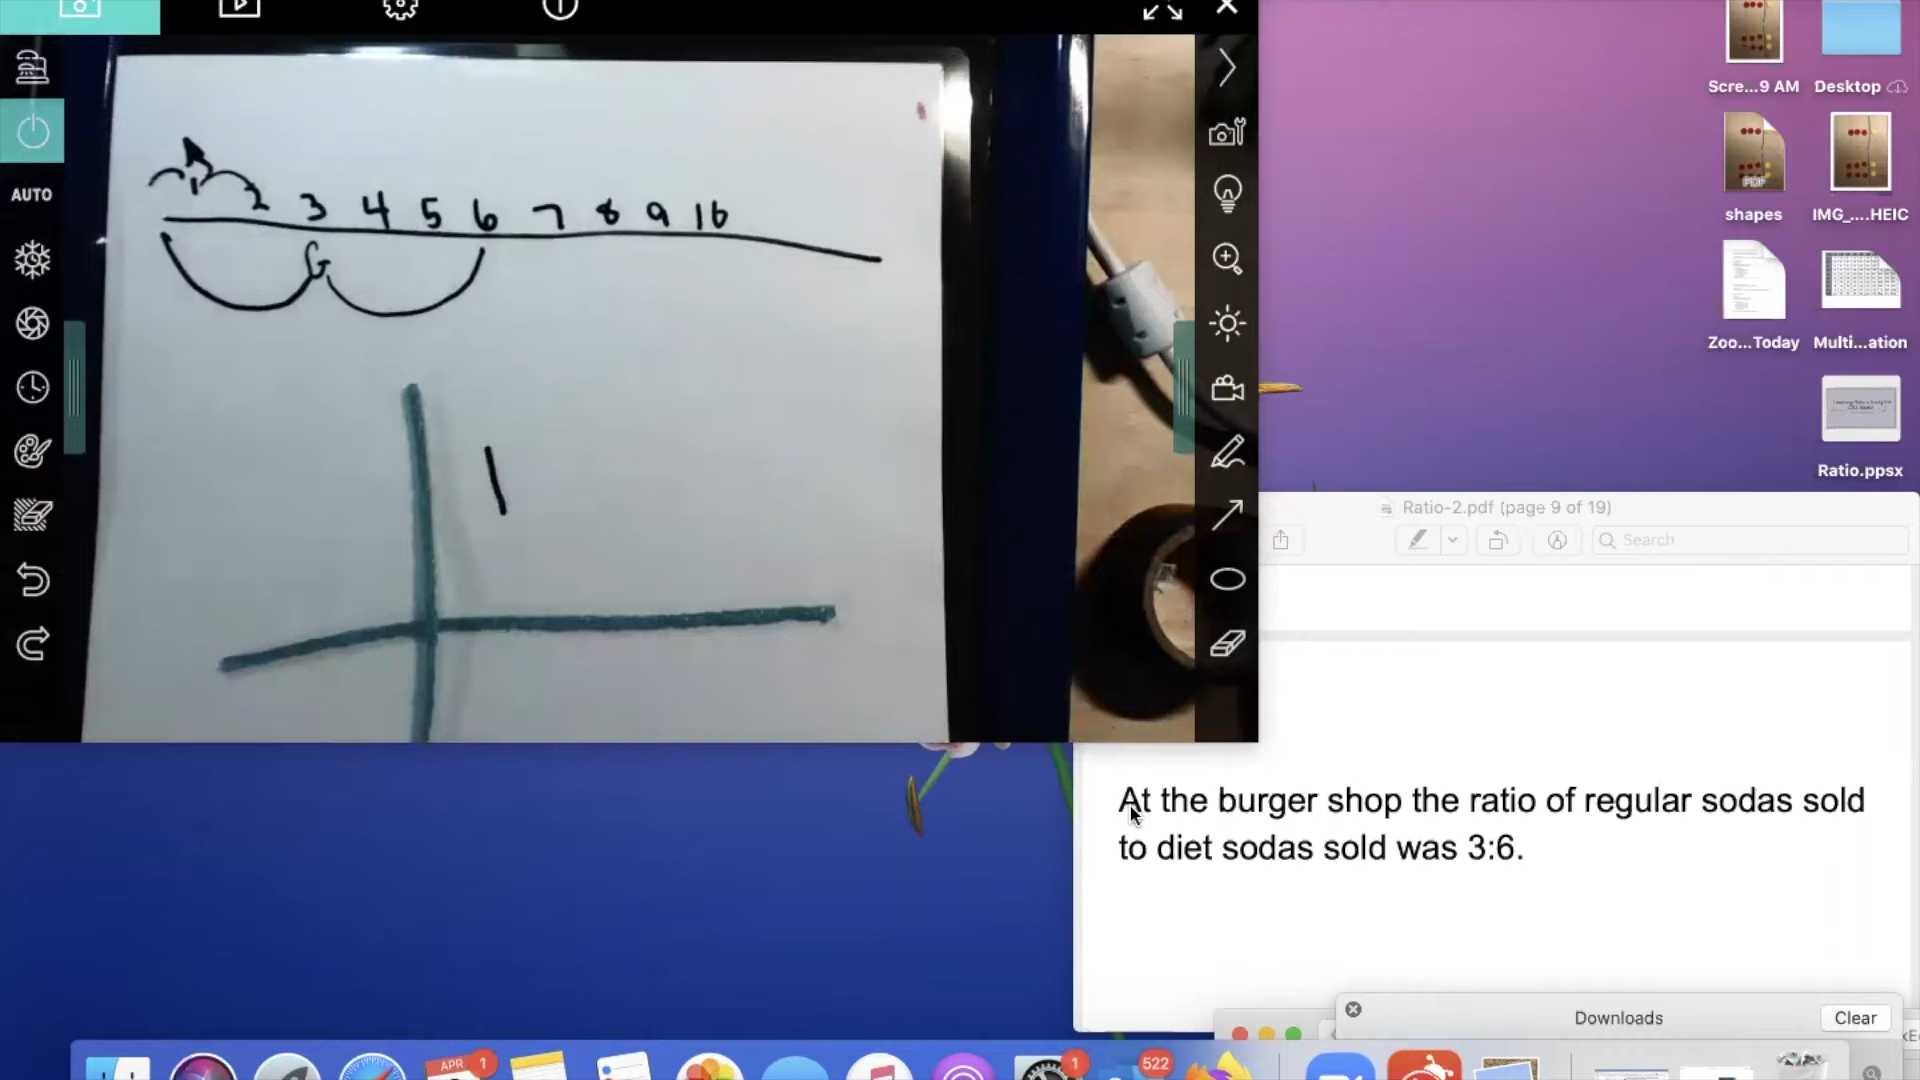 AUTO
1 2 3 4 5 6 7 8 9 10
Scre...9 AM
Desktop
PDF
shapes
IMG_....HEIC
Zoo...Today
Multi...ation
Ratio.ppsx
Ratio-2.pdf (page 9 of 19)
Search
At the burger shop the ratio of regular sodas sold
to diet sodas sold was 3:6.
Downloads
Clear
APR
1
1
522